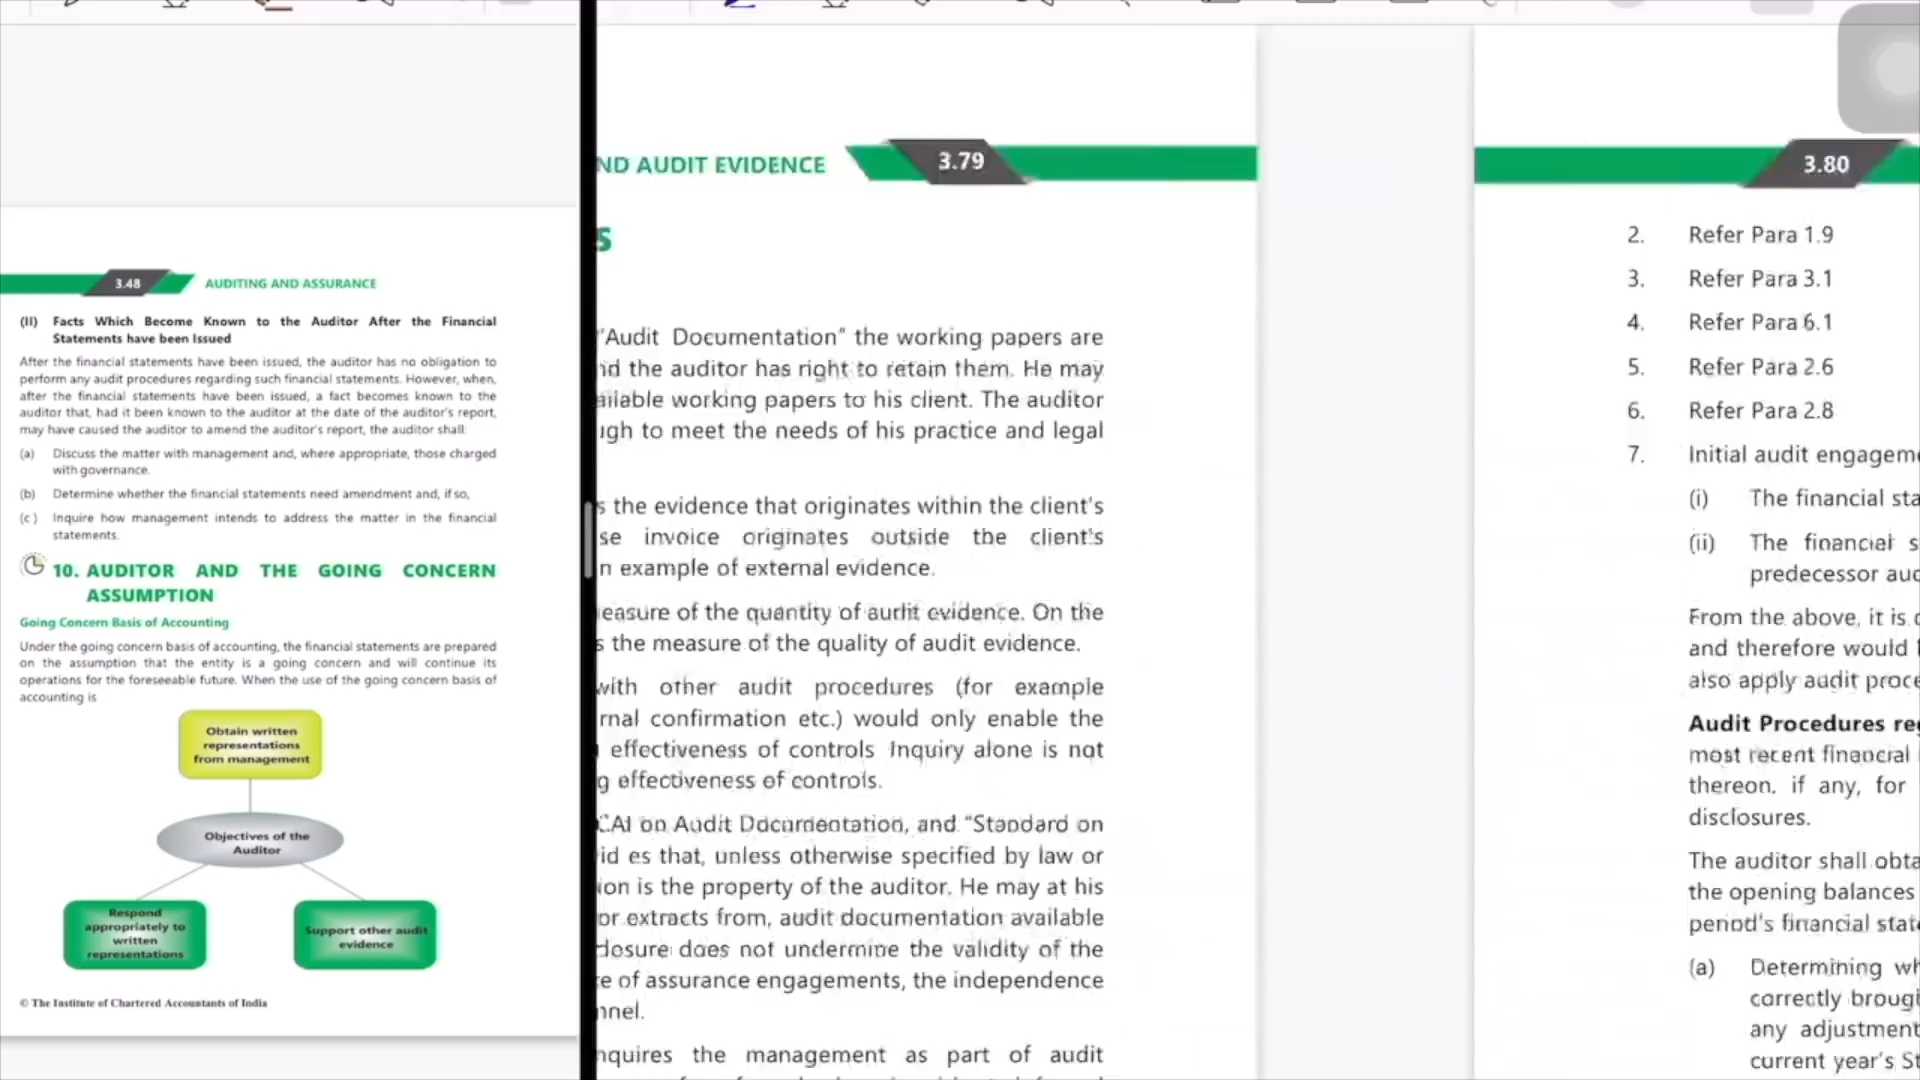 3.48 AUDITING AND ASSURANCE
(II) Facts Which Become Known to the Auditor After the Financial
Statements have been Issued
After the financial statements have been issued, the auditor has no obligation to
perform any audit procedures regarding such financial statements. However, when,
after the financial statements have been issued, a fact becomes known to the
auditor that, had it been known to the auditor at the date of the auditor's report,
may have caused the auditor to amend the auditor's report, the auditor shall:
(a) Discuss the matter with management and, where appropriate, those charged
with governance.
(b) Determine whether the financial statements need amendment and, if so,
(c) Inquire how management intends to address the matter in the financial
statements.
10. AUDITOR AND THE GOING CONCERN
ASSUMPTION
Going Concern Basis of Accounting
Under the going concern basis of accounting, the financial statements are prepared
on the assumption that the entity is a going concern and will continue its
operations for the foreseeable future. When the use of the going concern basis of
accounting is
Obtain written
representations
from management
Objectives of the
Auditor
Respond
appropriately to
written
representations
Support other audit
evidence
© The Institute of Chartered Accountants of India
ND AUDIT EVIDENCE 3.79
S
"Audit Documentation" the working papers are
nd the auditor has right to retain them. He may
ailable working papers to his client. The auditor
ugh to meet the needs of his practice and legal
s the evidence that originates within the client's
se invoice originates outside the client's
n example of external evidence.
easure of the quantity of audit evidence. On the
s the measure of the quality of audit evidence.
with other audit procedures (for example
rnal confirmation etc.) would only enable the
effectiveness of controls Inquiry alone is not
g effectiveness of controls.
CAI on Audit Documentation, and "Standard on
id es that, unless otherwise specified by law or
ion is the property of the auditor. He may at his
or extracts from, audit documentation available
losure does not undermine the validity of the
re of assurance engagements, the independence
nnel.
nquires the management as part of audit
3.80
2. Refer Para 1.9
3. Refer Para 3.1
4. Refer Para 6.1
5. Refer Para 2.6
6. Refer Para 2.8
7. Initial audit engageme
(i) The financial sta
(ii) The financial s
predecessor aud
From the above, it is c
and therefore would
also apply audit proce
Audit Procedures reg
most recent financial
thereon. if any, for
disclosures.
The auditor shall obta
the opening balances
period's financial state
(a) Determining wh
correctly broug
any adjustment
current year's St